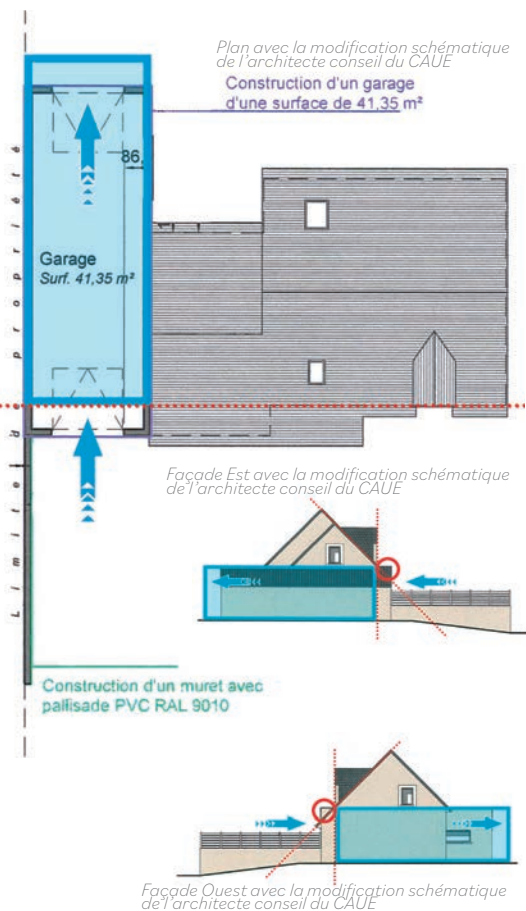 Plan avec la modification schématique
de l'architecte conseil du CAUE
Construction d'un garage
d'une surface de 41,35 m²
86,
Garage
Surf. 41,35 m²
Limite de propriété
Façade Est avec la modification schématique
de l'architecte conseil du CAUE
Construction d'un muret avec
pallisade PVC RAL 9010
Façade Ouest avec la modification schématique
de l'architecte conseil du CAUE